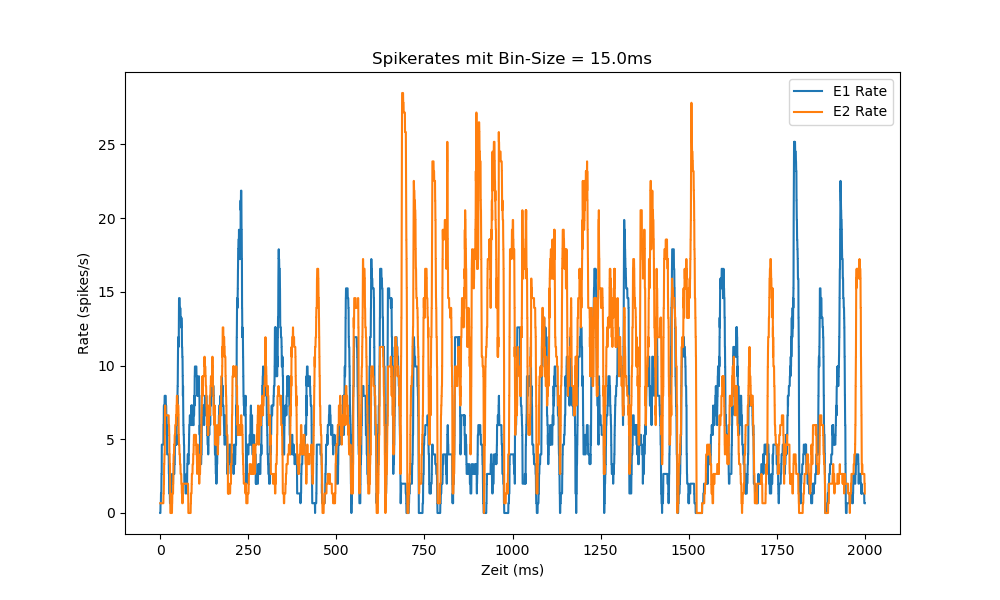 Spikerates mit Bin-Size = 15.0ms
E1 Rate
E2 Rate
Rate (spikes/s)
25
20
15
10
5
0
0 250 500 750 1000 1250 1500 1750 2000
Zeit (ms)